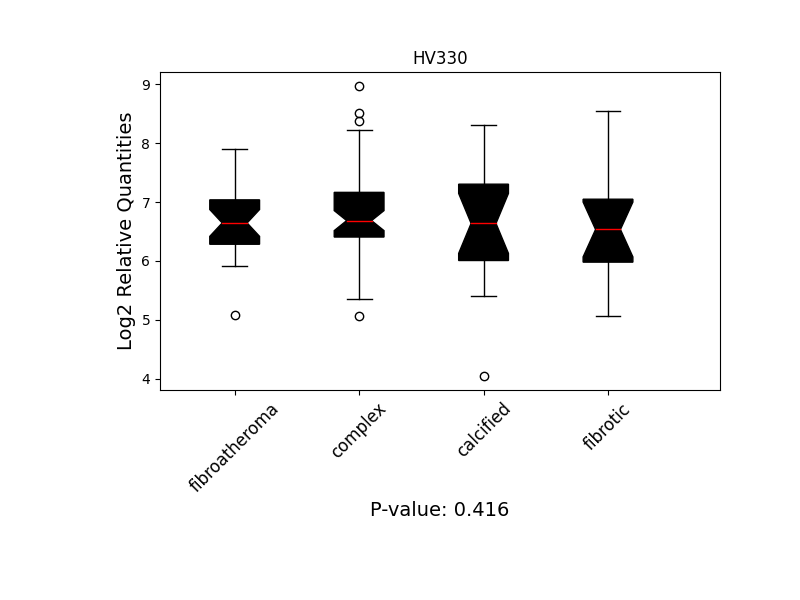 HV330
Log2 Relative Quantities
9
8
7
6
5
4
fibroatheroma
complex
calcified
fibrotic
P-value: 0.416